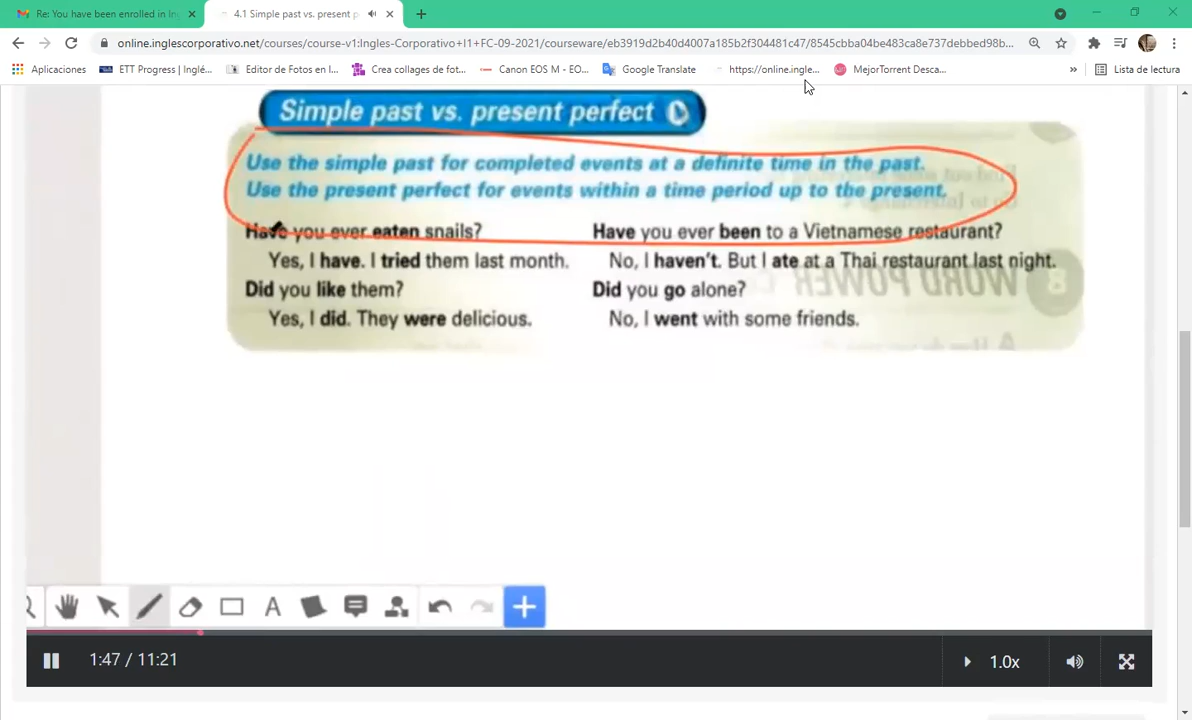 Re: You have been enrolled in In
4.1 Simple past vs. present p
online.inglescorporativo.net/courses/course-v1:Ingles-Corporativo+I1+FC-09-2021/courseware/eb3919d2b40d4007a185b2f304481c47/8545cbba04be483ca8e737debbed98b...
Aplicaciones
ETT Progress | Inglé...
Editor de Fotos en l...
Crea collages de fot...
Canon EOS M - EO...
Google Translate
https://online.ingle...
MejorTorrent Desca...
»
Lista de lectura
Simple past vs. present perfect
Use the simple past for completed events at a definite time in the past.
Use the present perfect for events within a time period up to the present.
Have you ever eaten snails?
Yes, I have. I tried them last month.
Did you like them?
Yes, I did. They were delicious.
Have you ever been to a Vietnamese restaurant?
No, I haven't. But I ate at a Thai restaurant last night.
Did you go alone?
No, I went with some friends.
8 WORD POWER
A
1:47 / 11:21
1.0x